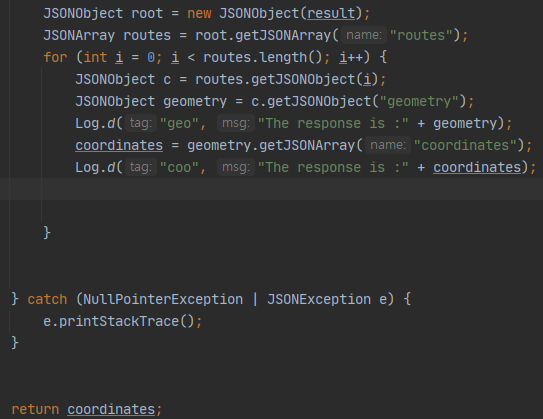 JSONObject root = new JSONObject(result);
JSONArray routes = root.getJSONArray( name: "routes");
for (int i = 0; i < routes.length(); i++) {
JSONObject c = routes.getJSONObject(i);
JSONObject geometry = c.getJSONObject("geometry");
Log.d( tag: "geo", msg: "The response is :" + geometry);
coordinates = geometry.getJSONArray( name: "coordinates");
Log.d( tag: "coo", msg: "The response is :" + coordinates);
}
} catch (NullPointerException | JSONException e) {
e.printStackTrace();
}
return coordinates;